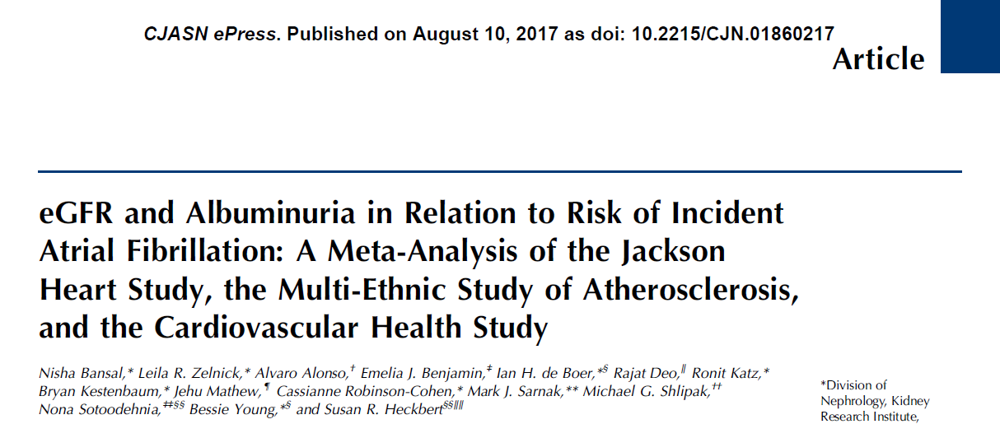 CJASN ePress. Published on August 10, 2017 as doi: 10.2215/CJN.01860217
Article
eGFR and Albuminuria in Relation to Risk of Incident
Atrial Fibrillation: A Meta-Analysis of the Jackson
Heart Study, the Multi-Ethnic Study of Atherosclerosis,
and the Cardiovascular Health Study
Nisha Bansal,* Leila R. Zelnick,* Alvaro Alonso,† Emelia J. Benjamin,‡ Ian H. de Boer,*§ Rajat Deo,‖ Ronit Katz,*
Bryan Kestenbaum,* Jehu Mathew,¶ Cassianne Robinson-Cohen,* Mark J. Sarnak,** Michael G. Shlipak,††
Nona Sotoodehnia,‡‡§§ Bessie Young,*§ and Susan R. Heckbert§§‖‖
*Division of
Nephrology, Kidney
Research Institute,